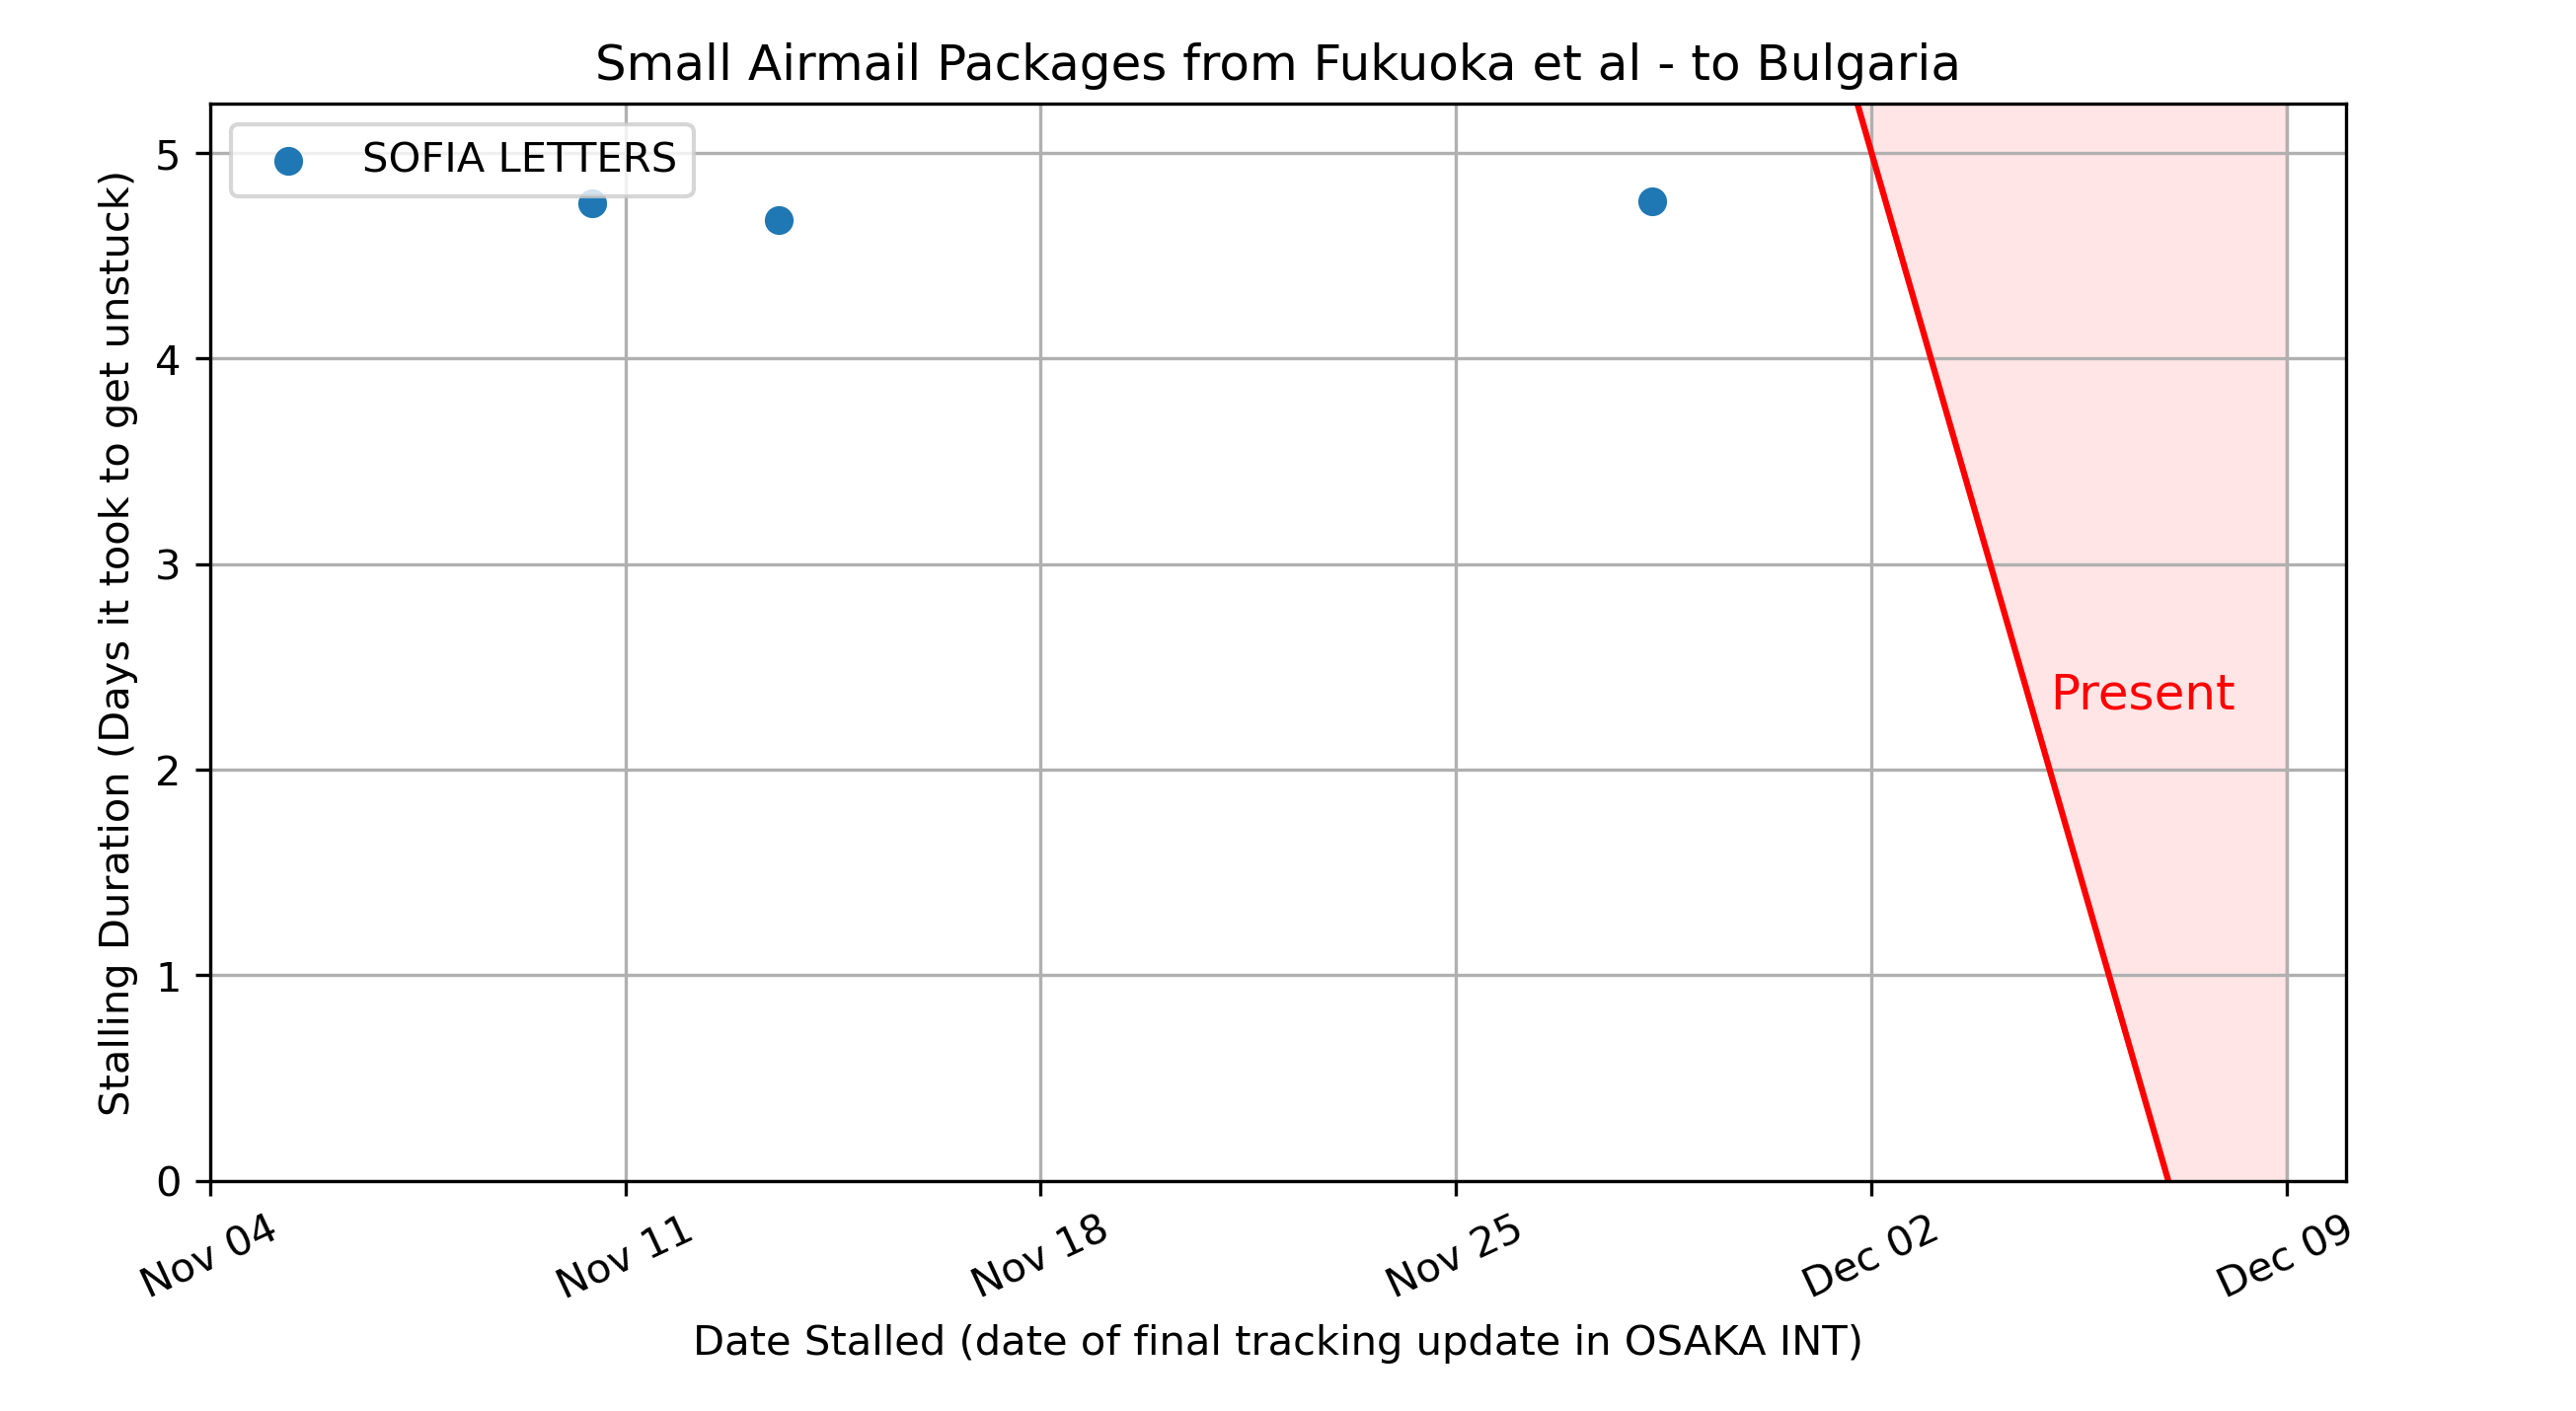 Small Airmail Packages from Fukuoka et al - to Bulgaria
SOFIA LETTERS
Stalling Duration (Days it took to get unstuck)
5
4
3
2
1
0
Present
Nov 04
Nov 11
Nov 18
Nov 25
Dec 02
Dec 09
Date Stalled (date of final tracking update in OSAKA INT)